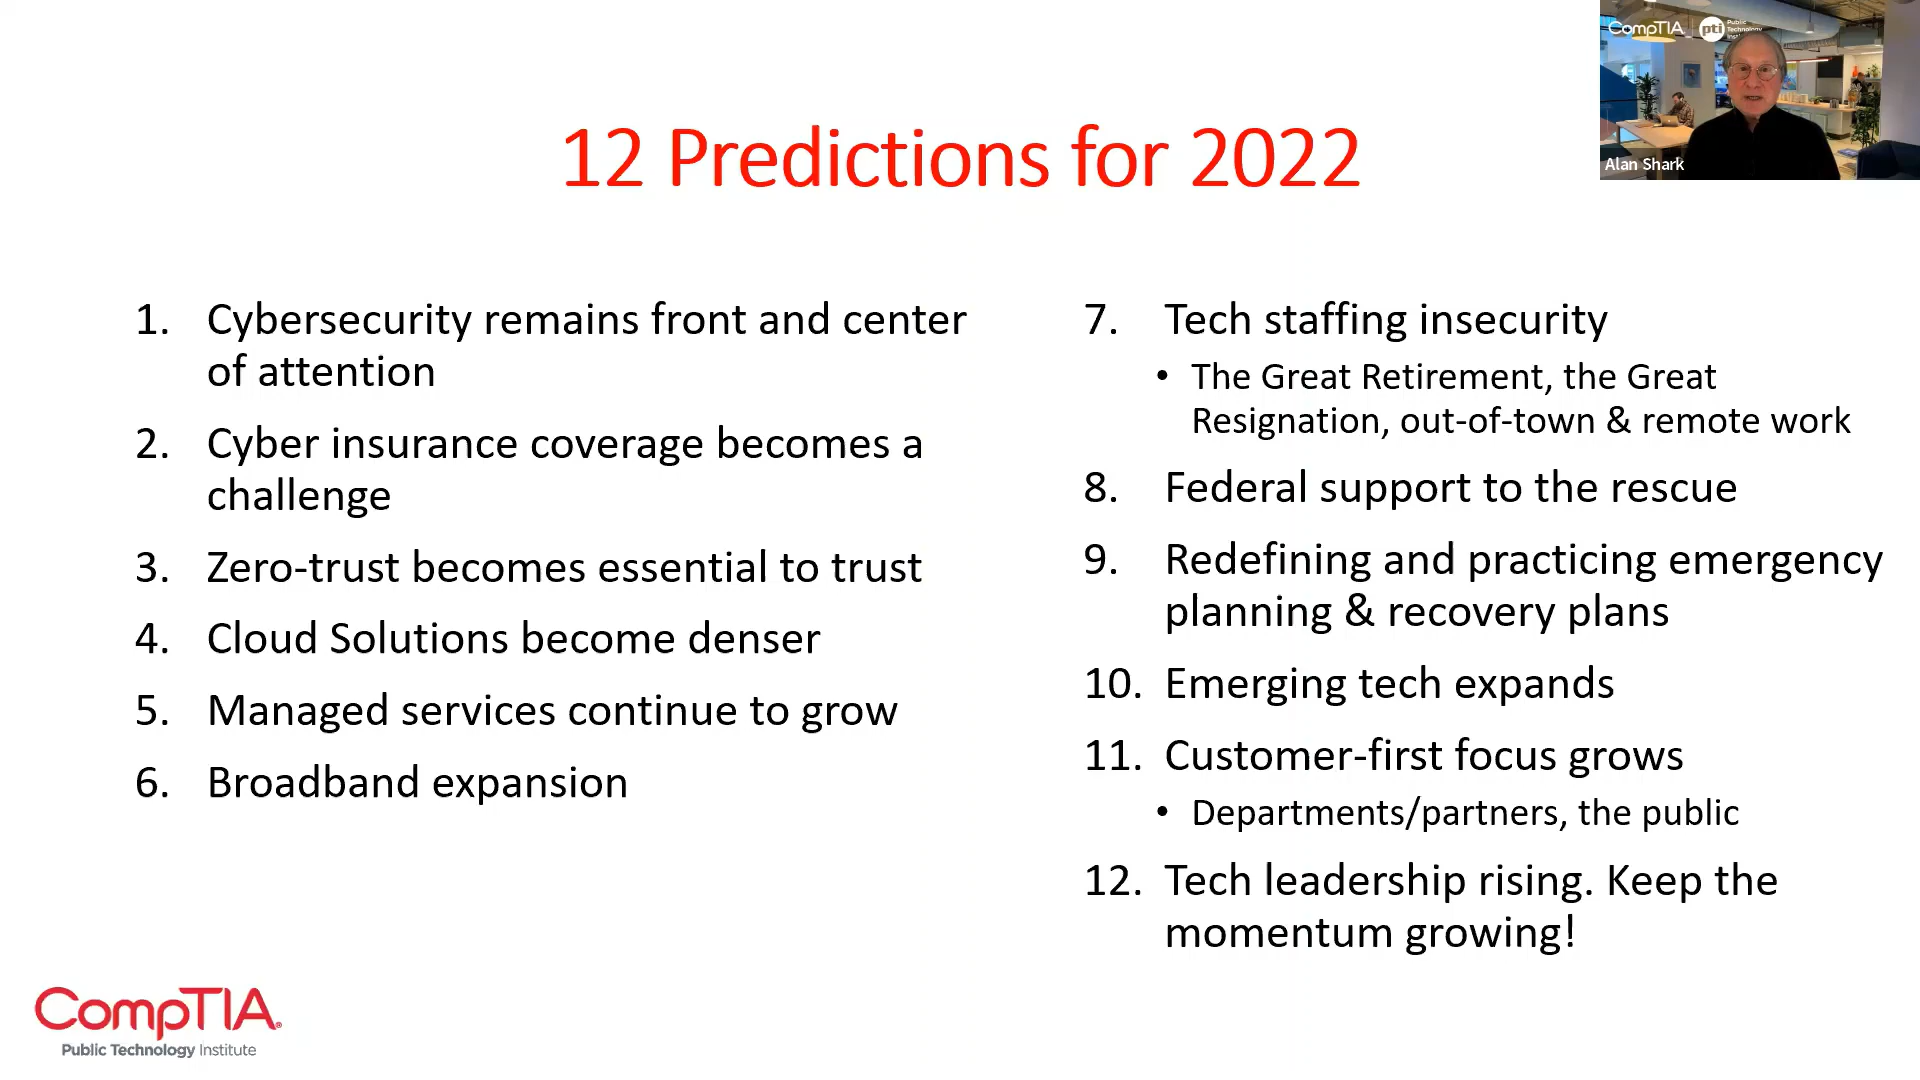 CompTIA
pti
Public
Technology
12 Predictions for 2022
Alan Shark
1. Cybersecurity remains front and center
of attention
2. Cyber insurance coverage becomes a
challenge
3. Zero-trust becomes essential to trust
4. Cloud Solutions become denser
5. Managed services continue to grow
6. Broadband expansion
7. Tech staffing insecurity
• The Great Retirement, the Great
Resignation, out-of-town & remote work
8. Federal support to the rescue
9. Redefining and practicing emergency
planning & recovery plans
10. Emerging tech expands
11. Customer-first focus grows
• Departments/partners, the public
12. Tech leadership rising. Keep the
momentum growing!
CompTIA®
Public Technology Institute